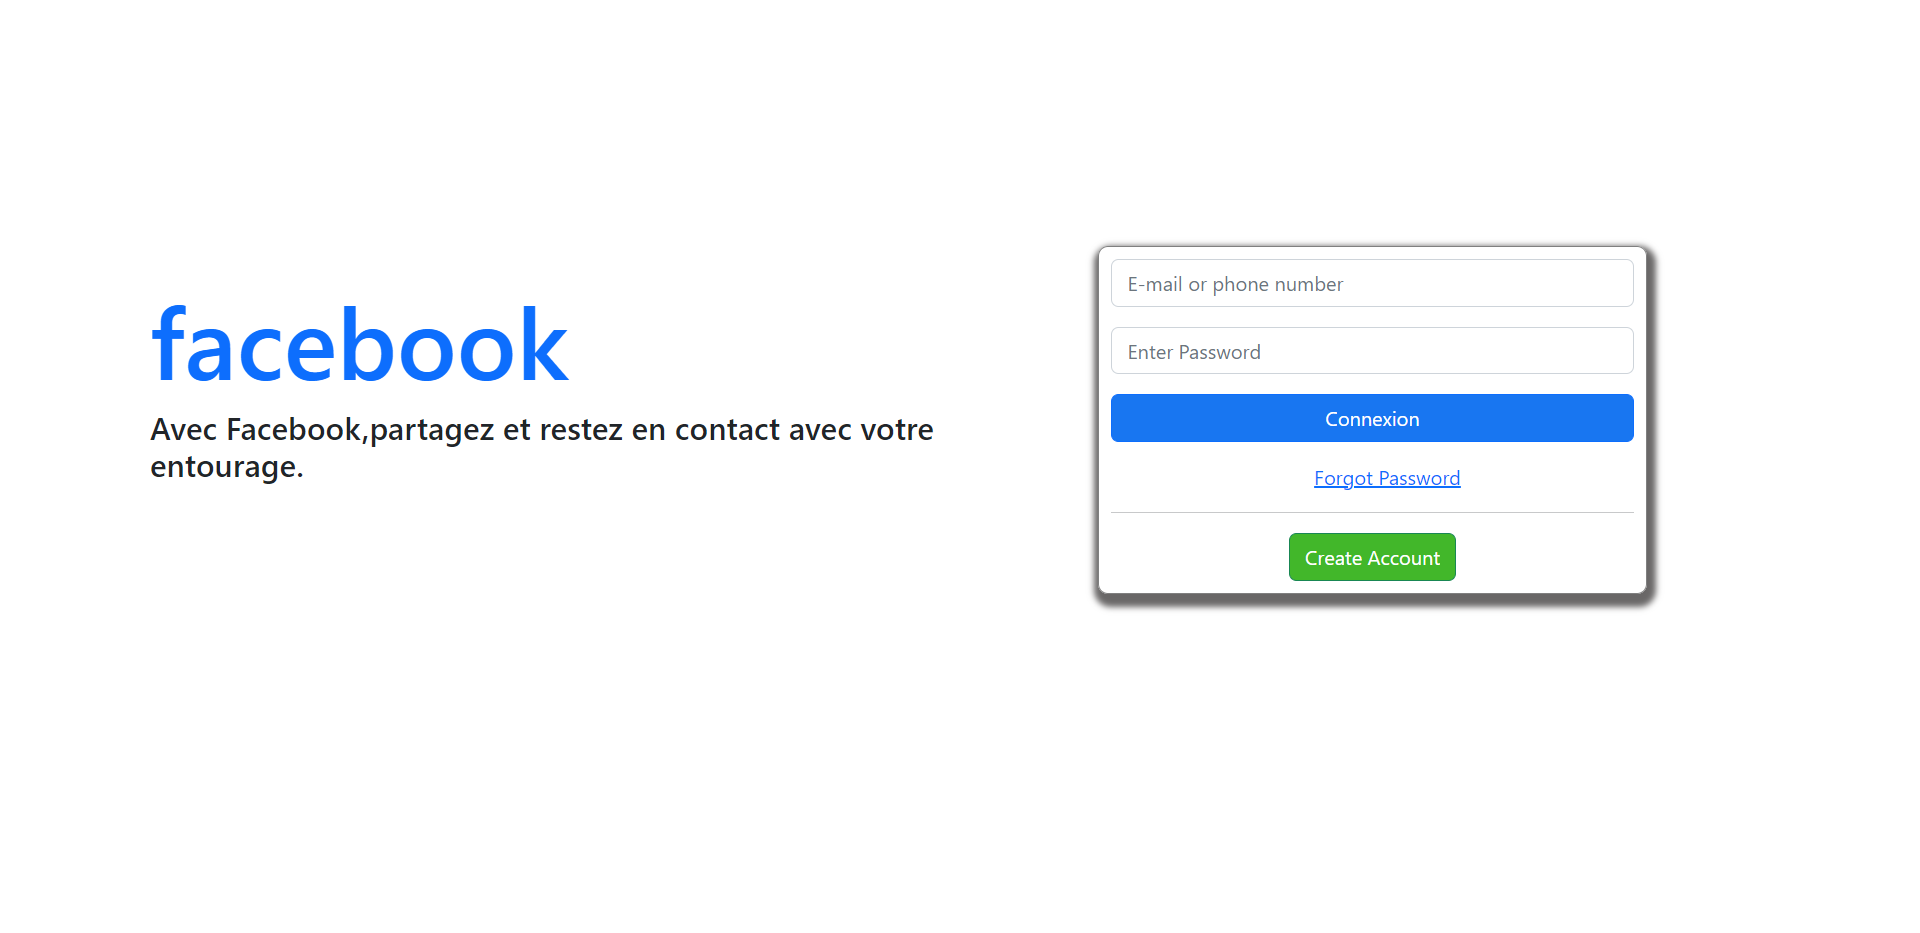 facebook
Avec Facebook,partagez et restez en contact avec votre
entourage.
E-mail or phone number
Enter Password
Connexion
Forgot Password
Create Account